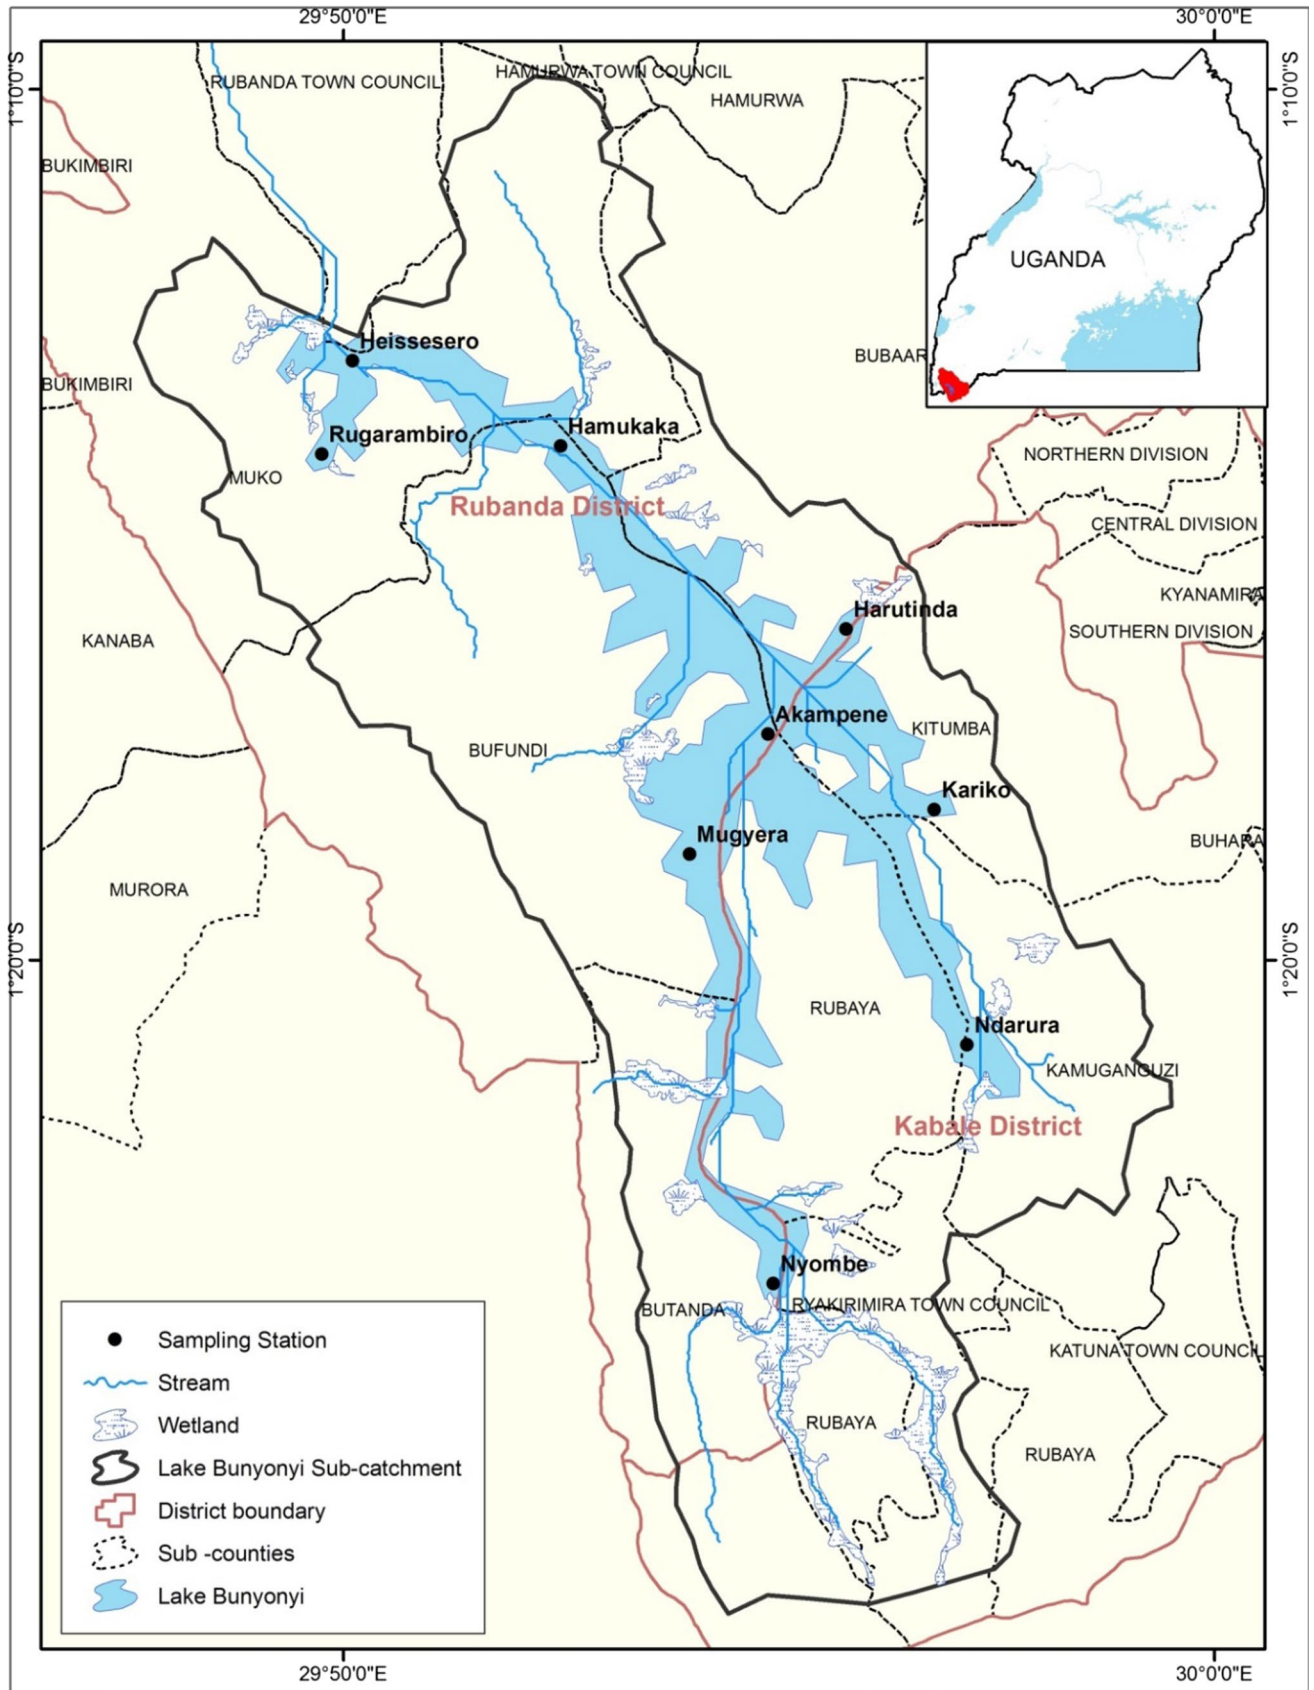 29°50'0"E
30°0'0"E
1°10'0"S
1°10'0"S
RUBANDA TOWN COUNCIL
HAMURWA TOWN COUNCIL
HAMURWA
BUKIMBIRI
UGANDA
Heissesero
BUBAAR
BUKIMBIRI
Rugarambiro
Hamukaka
MUKO
NORTHERN DIVISION
Rubanda District
CENTRAL DIVISION
KYANAMIRA
Harutinda
SOUTHERN DIVISION
KANABA
Akampene
KITUMBA
BUFUNDI
Kariko
Mugyera
BUHARA
MURORA
1°20'0"S
1°20'0"S
RUBAYA
Ndarura
KAMUGANGUZI
Kabale District
Nyombe
BUTANDA
RYAKIRIMIRA TOWN COUNCIL
KATUNA TOWN COUNCIL
RUBAYA
RUBAYA
Sampling Station
Stream
Wetland
Lake Bunyonyi Sub-catchment
District boundary
Sub -counties
Lake Bunyonyi
29°50'0"E
30°0'0"E